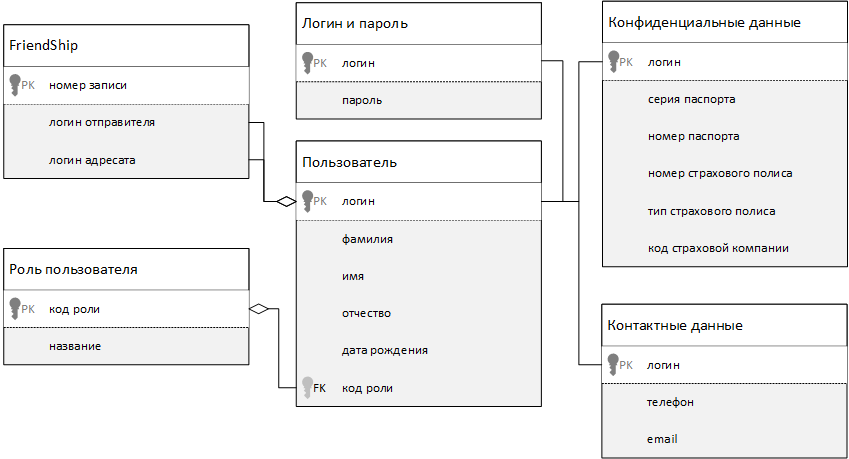 FriendShip
PK номер записи
логин отправителя
логин адресата
Роль пользователя
PK код роли
название
Логин и пароль
PK логин
пароль
Пользователь
PK логин
фамилия
имя
отчество
дата рождения
FK код роли
Конфиденциальные данные
PK логин
серия паспорта
номер паспорта
номер страхового полиса
тип страхового полиса
код страховой компании
Контактные данные
PK логин
телефон
email